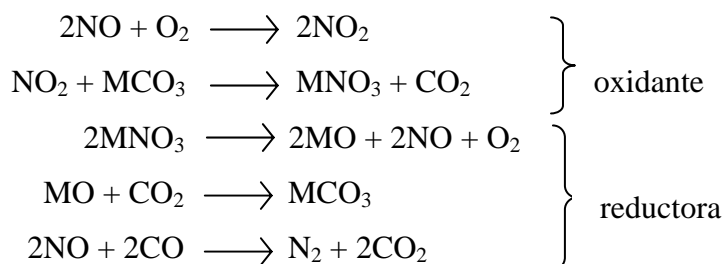 2NO + O₂ ⟶ 2NO₂
NO₂ + MCO₃ ⟶ MNO₃ + CO₂
oxidante
2MNO₃ ⟶ 2MO + 2NO + O₂
MO + CO₂ ⟶ MCO₃
reductora
2NO + 2CO ⟶ N₂ + 2CO₂